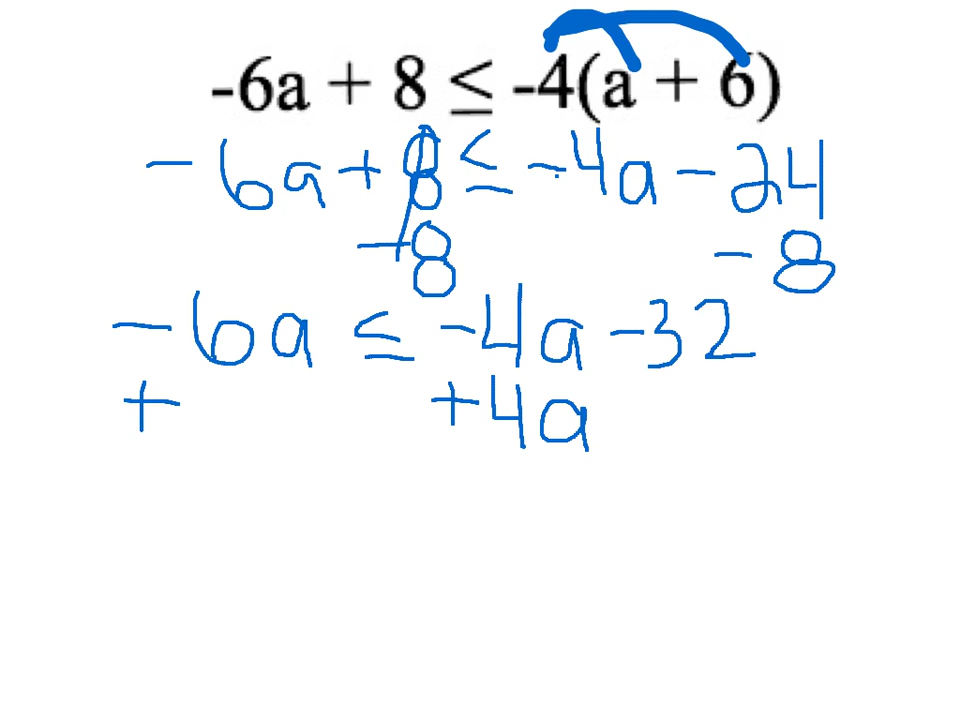 -6a + 8 ≤ -4(a + 6)
-6a + 8 ≤ -4a - 24
-8 - 8
-6a ≤ -4a - 32
+ +4a